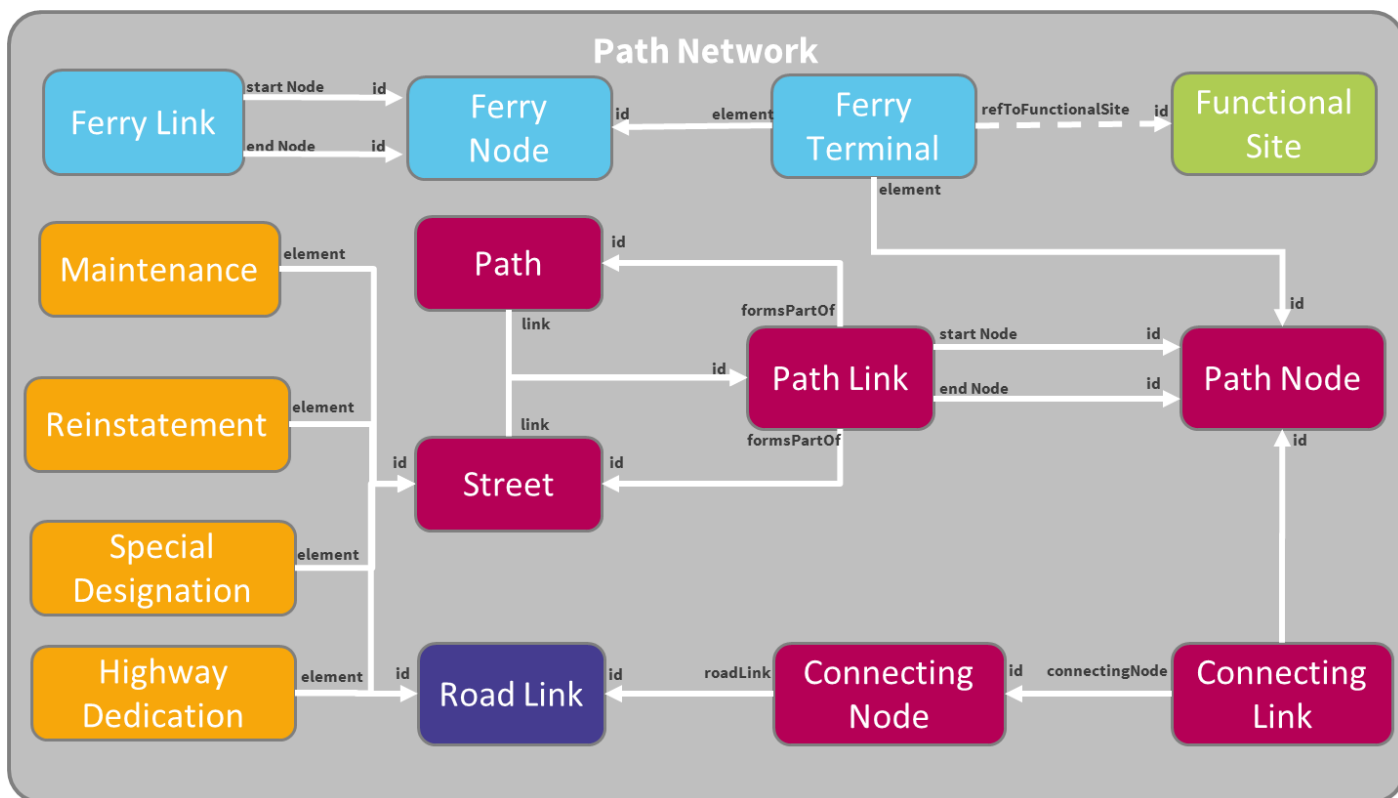 Path Network
start Node
id
Ferry Link
end Node
id
Ferry
Node
id
element
Ferry
Terminal
refToFunctionalSite
id
Functional
Site
element
Maintenance
element
Path
id
link
formsPartOf
id
id
Path Link
start Node
id
end Node
id
Path Node
Reinstatement
element
link
formsPartOf
id
id
Street
id
Special
Designation
element
Highway
Dedication
element
id
Road Link
id
roadLink
Connecting
Node
id
connectingNode
Connecting
Link